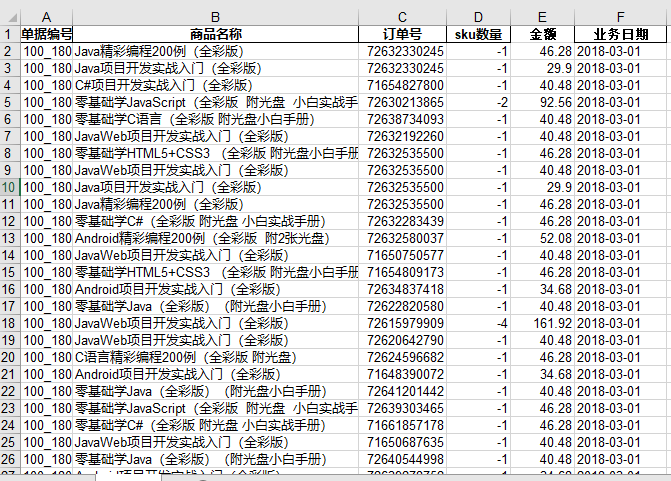 A B C D E F
1 单据编号 商品名称 订单号 sku数量 金额 业务日期
2 100_180 Java精彩编程200例（全彩版） 72632330245 -1 46.28 2018-03-01
3 100_180 Java项目开发实战入门（全彩版） 72632330245 -1 29.9 2018-03-01
4 100_180 C#项目开发实战入门（全彩版） 71654827800 -1 40.48 2018-03-01
5 100_180 零基础学JavaScript（全彩版 附光盘 小白实战手 72630213865 -2 92.56 2018-03-01
6 100_180 零基础学C语言（全彩版 附光盘小白手册） 72638734093 -1 40.48 2018-03-01
7 100_180 JavaWeb项目开发实战入门（全彩版） 72632192260 -1 40.48 2018-03-01
8 100_180 零基础学HTML5+CSS3 （全彩版 附光盘小白手册 72632535500 -1 46.28 2018-03-01
9 100_180 JavaWeb项目开发实战入门（全彩版） 72632535500 -1 40.48 2018-03-01
10 100_180 Java项目开发实战入门（全彩版） 72632535500 -1 29.9 2018-03-01
11 100_180 Java精彩编程200例（全彩版） 72632535500 -1 46.28 2018-03-01
12 100_180 零基础学C#（全彩版 附光盘 小白实战手册） 72632283439 -1 46.28 2018-03-01
13 100_180 Android精彩编程200例（全彩版 附2张光盘） 72632580037 -1 52.08 2018-03-01
14 100_180 JavaWeb项目开发实战入门（全彩版） 71650750577 -1 40.48 2018-03-01
15 100_180 零基础学HTML5+CSS3 （全彩版 附光盘小白手册 71654809173 -1 46.28 2018-03-01
16 100_180 Android项目开发实战入门（全彩版） 72634837418 -1 34.68 2018-03-01
17 100_180 零基础学Java（全彩版）（附光盘小白手册） 72622820580 -1 40.48 2018-03-01
18 100_180 JavaWeb项目开发实战入门（全彩版） 72615979909 -4 161.92 2018-03-01
19 100_180 JavaWeb项目开发实战入门（全彩版） 72620642790 -1 40.48 2018-03-01
20 100_180 C语言精彩编程200例（全彩版 附光盘） 72624596682 -1 46.28 2018-03-01
21 100_180 Android项目开发实战入门（全彩版） 71648390072 -1 34.68 2018-03-01
22 100_180 零基础学Java（全彩版）（附光盘小白手册） 72641201442 -1 40.48 2018-03-01
23 100_180 零基础学JavaScript（全彩版 附光盘 小白实战手 72639303465 -1 46.28 2018-03-01
24 100_180 零基础学C#（全彩版 附光盘 小白实战手册） 71661857178 -1 46.28 2018-03-01
25 100_180 JavaWeb项目开发实战入门（全彩版） 71650687635 -1 40.48 2018-03-01
26 100_180 零基础学Java（全彩版）（附光盘小白手册） 72640544998 -1 40.48 2018-03-01